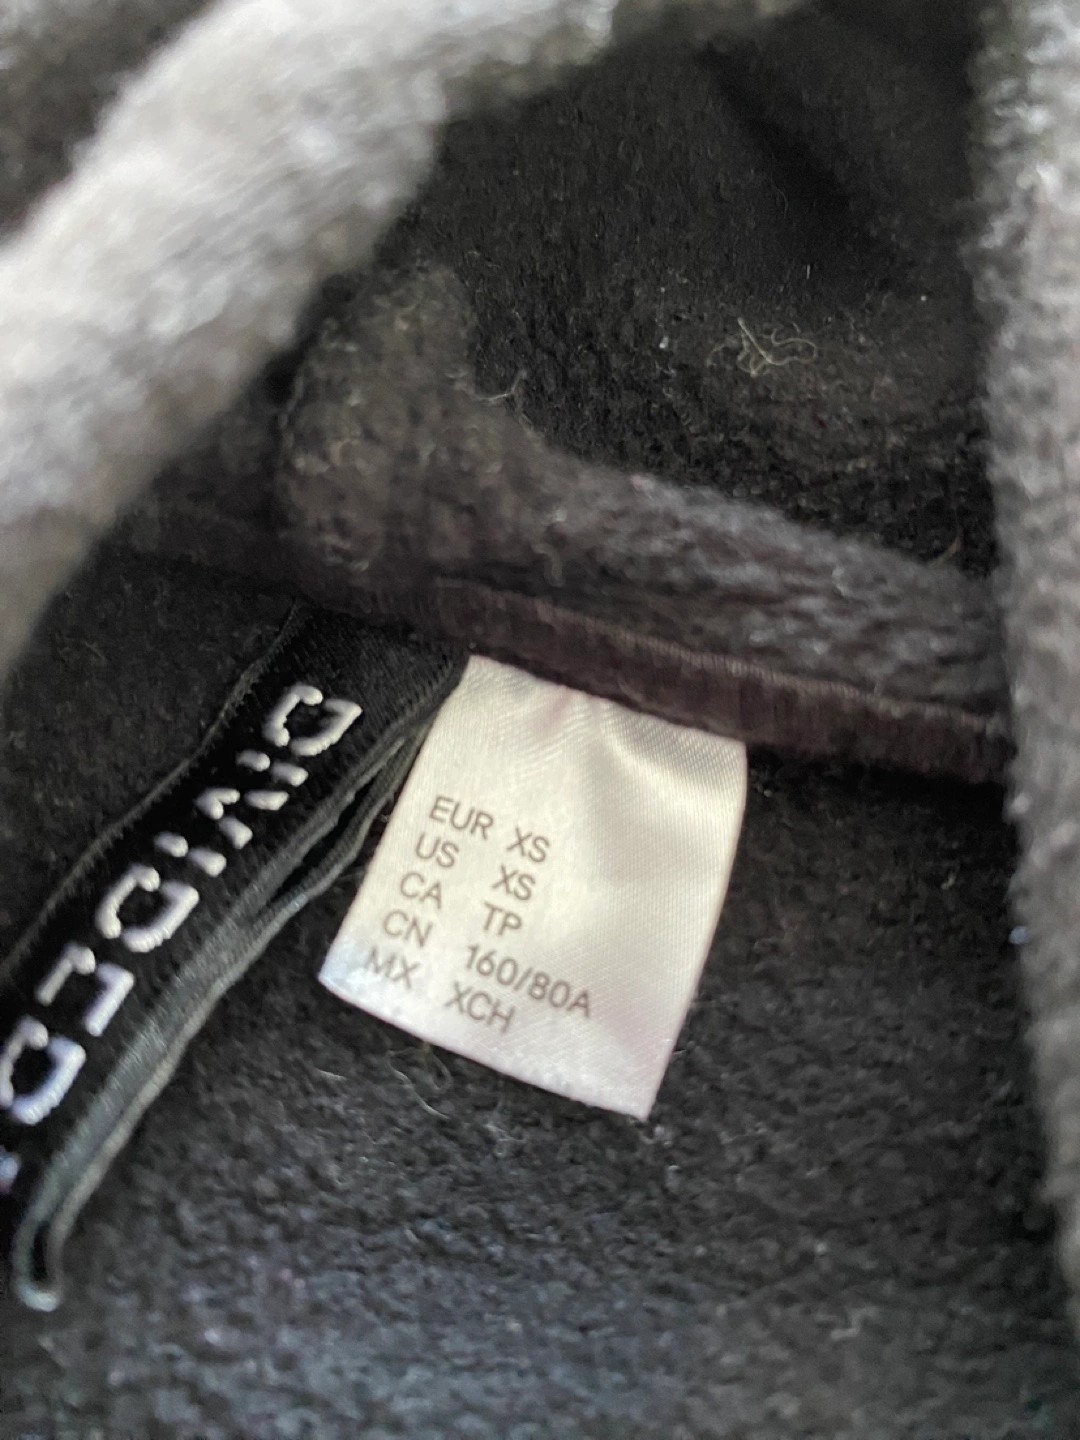 EUR XS
US XS
CA TP
CN 160/80A
MX XCH